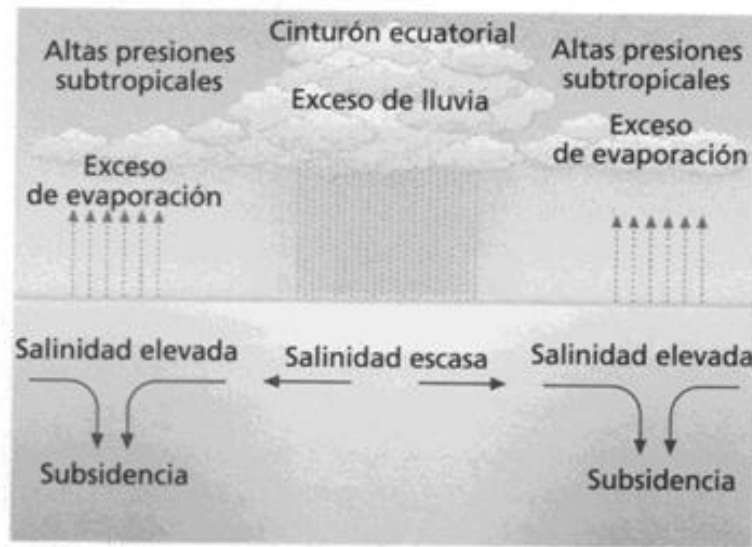 Cinturón ecuatorial
Altas presiones
subtropicales
Altas presiones
subtropicales
Exceso de lluvia
Exceso
de evaporación
Exceso
de evaporación
Salinidad elevada
Salinidad escasa
Salinidad elevada
Subsidencia
Subsidencia